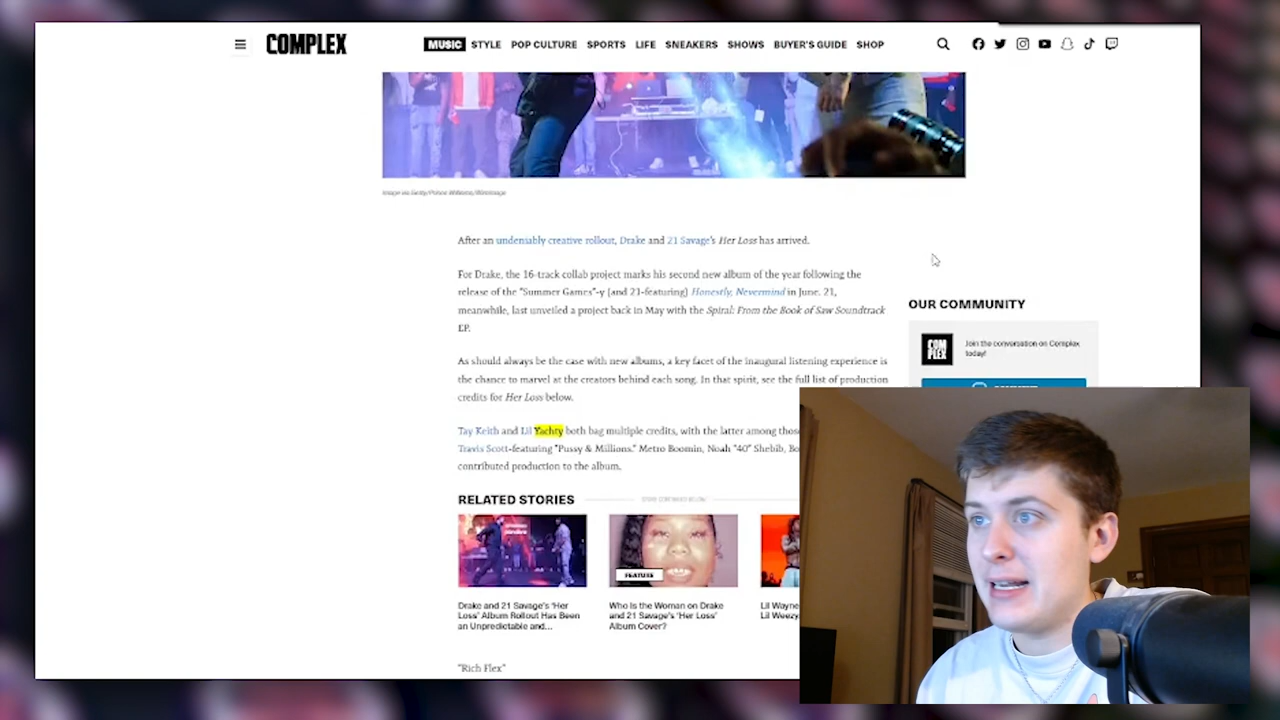 COMPLEX
MUSIC STYLE POP CULTURE SPORTS LIFE SNEAKERS SHOWS BUYER'S GUIDE SHOP
After an undeniably creative rollout, Drake and 21 Savage's Her Loss has arrived.
For Drake, the 16-track collab project marks his second new album of the year following the
release of the "Summer Games"-y (and 21-featuring) Honestly, Nevermind in June. 21,
meanwhile, last unveiled a project back in May with the Spiral: From the Book of Saw Soundtrack
EP.
As should always be the case with new albums, a key facet of the inaugural listening experience is
the chance to marvel at the creators behind each song. In that spirit, see the full list of production
credits for Her Loss below.
Tay Keith and Lil Yachty both bag multiple credits, with the latter among those
Travis Scott-featuring "Pussy & Millions." Metro Boomin, Noah "40" Shebib, Bo
contributed production to the album.
OUR COMMUNITY
COM
PLEX
Join the conversation on Complex
today!
RELATED STORIES
FEATURE
Drake and 21 Savage's 'Her
Loss' Album Rollout Has Been
an Unpredictable and...
Who Is the Woman on Drake
and 21 Savage's 'Her Loss'
Album Cover?
Lil Wayne
Lil Weezy
"Rich Flex"